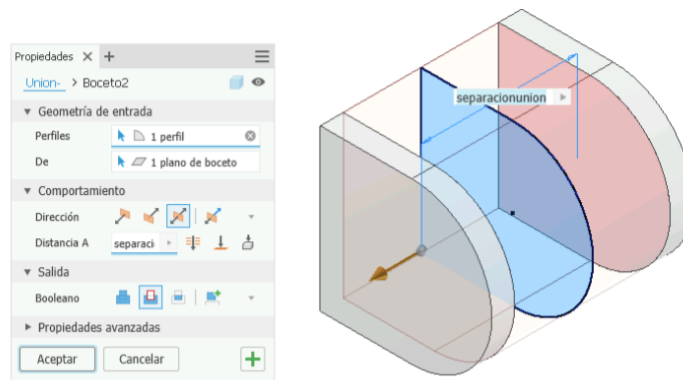 Propiedades × +
Union- > Boceto2
Geometría de entrada
Perfiles 1 perfil
De 1 plano de boceto
Comportamiento
Dirección
Distancia A separaci
Salida
Booleano
Propiedades avanzadas
Aceptar Cancelar
separacionunion